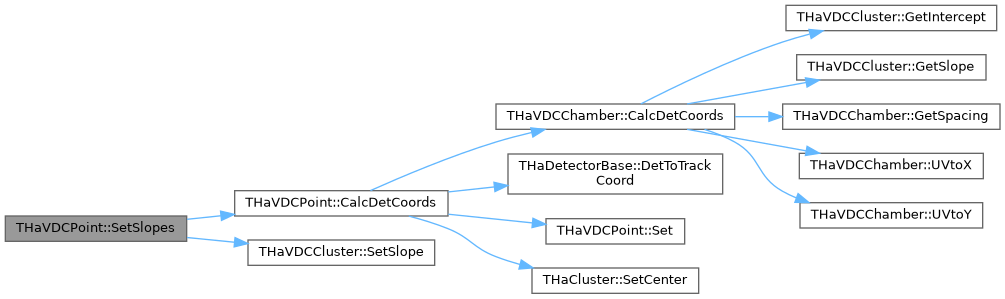 THaVDCPoint::SetSlopes
THaVDCPoint::CalcDetCoords
THaVDCCluster::SetSlope
THaVDCChamber::CalcDetCoords
THaDetectorBase::DetToTrack
Coord
THaVDCPoint::Set
THaCluster::SetCenter
THaVDCCluster::GetIntercept
THaVDCCluster::GetSlope
THaVDCChamber::GetSpacing
THaVDCChamber::UVtoX
THaVDCChamber::UVtoY